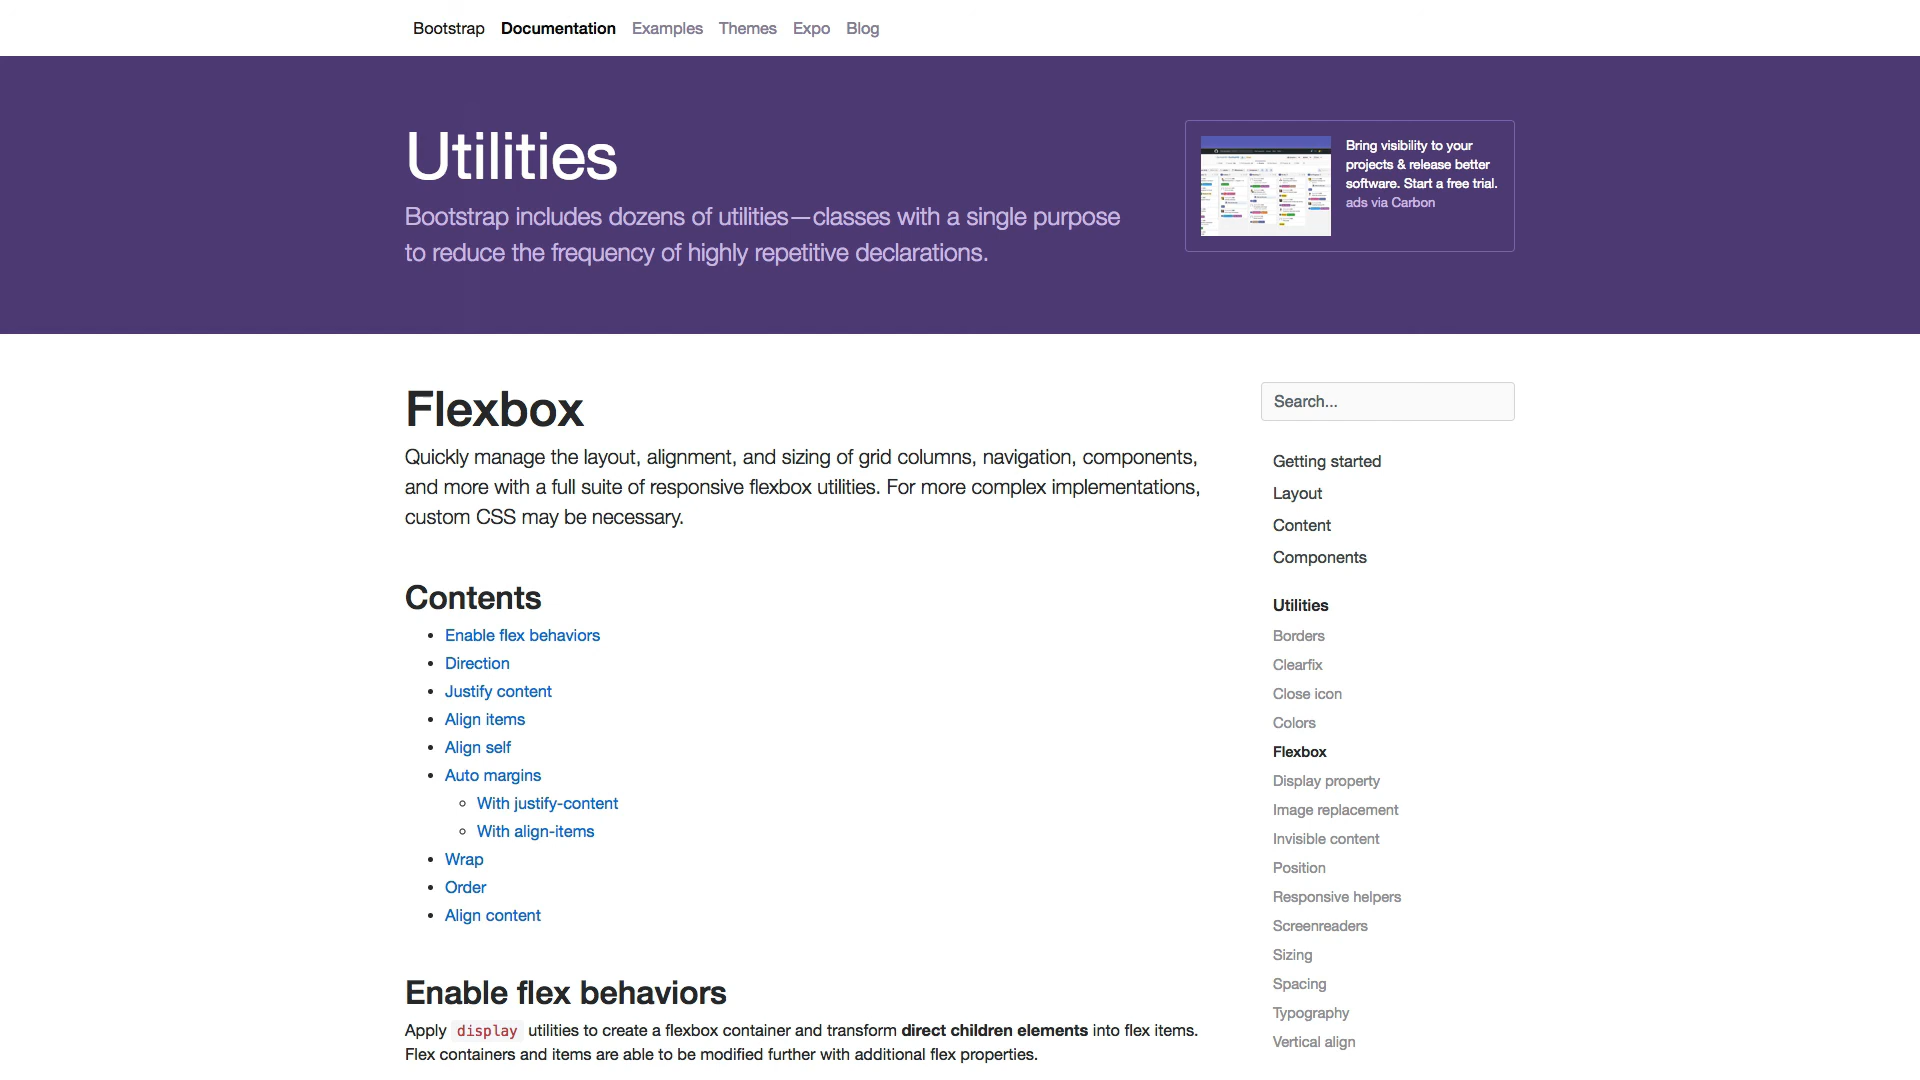 Bootstrap Documentation Examples Themes Expo Blog
Utilities
Bootstrap includes dozens of utilities—classes with a single purpose
to reduce the frequency of highly repetitive declarations.
Bring visibility to your
projects & release better
software. Start a free trial.
ads via Carbon
Flexbox
Quickly manage the layout, alignment, and sizing of grid columns, navigation, components,
and more with a full suite of responsive flexbox utilities. For more complex implementations,
custom CSS may be necessary.
Contents
Enable flex behaviors
Direction
Justify content
Align items
Align self
Auto margins
With justify-content
With align-items
Wrap
Order
Align content
Enable flex behaviors
Apply display utilities to create a flexbox container and transform direct children elements into flex items.
Flex containers and items are able to be modified further with additional flex properties.
Search...
Getting started
Layout
Content
Components
Utilities
Borders
Clearfix
Close icon
Colors
Flexbox
Display property
Image replacement
Invisible content
Position
Responsive helpers
Screenreaders
Sizing
Spacing
Typography
Vertical align